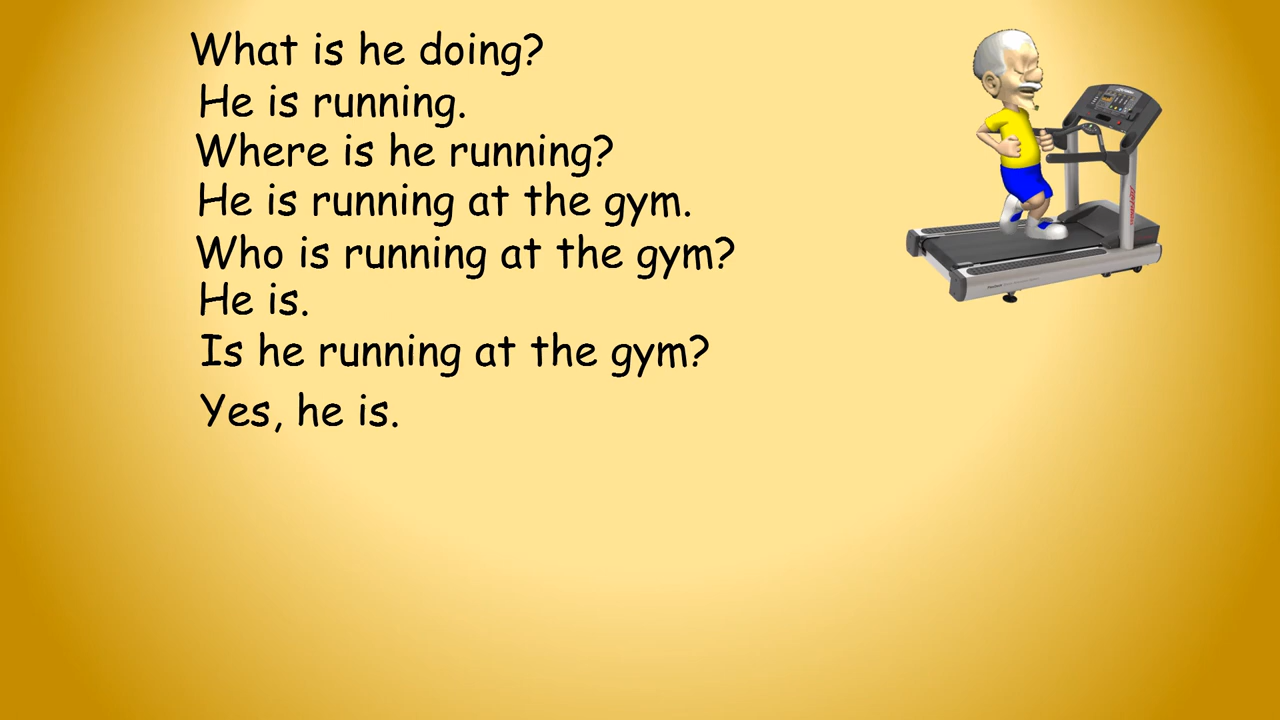 What is he doing?
He is running.
Where is he running?
He is running at the gym.
Who is running at the gym?
He is.
Is he running at the gym?
Yes, he is.